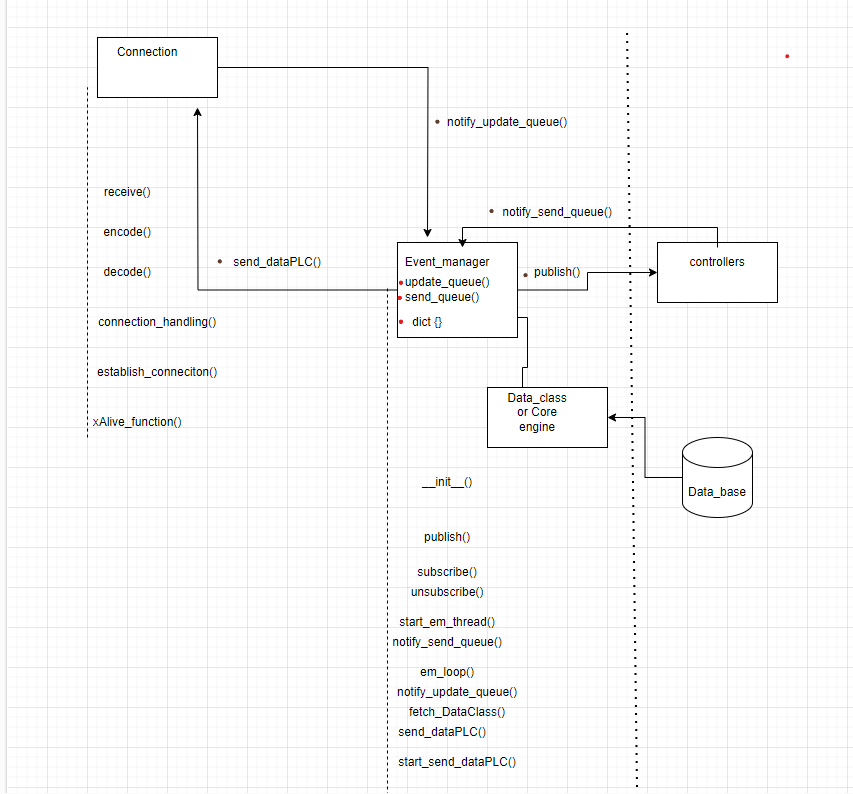 Connection
notify_update_queue()
receive()
notify_send_queue()
encode()
send_dataPLC()
decode()
Event_manager
update_queue()
send_queue()
dict {}
publish()
controllers
connection_handling()
establish_conneciton()
xAlive_function()
Data_class
or Core
engine
Data_base
__init__()
publish()
subscribe()
unsubscribe()
start_em_thread()
notify_send_queue()
em_loop()
notify_update_queue()
fetch_DataClass()
send_dataPLC()
start_send_dataPLC()